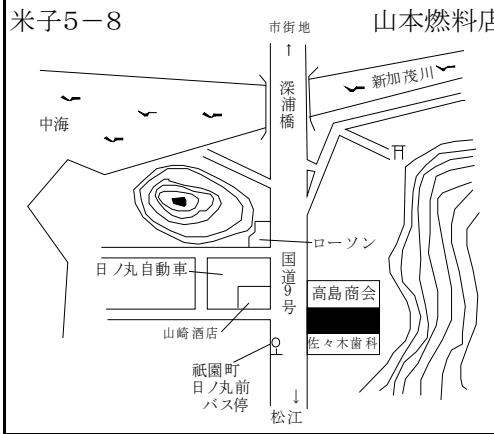 米子5－8
山本燃料店
市街地
↑
深浦橋
新加茂川
中海
ローソン
日ノ丸自動車
国道9号
高島商会
山崎酒店
佐々木歯科
祇園町
日ノ丸前
バス停
↓
松江